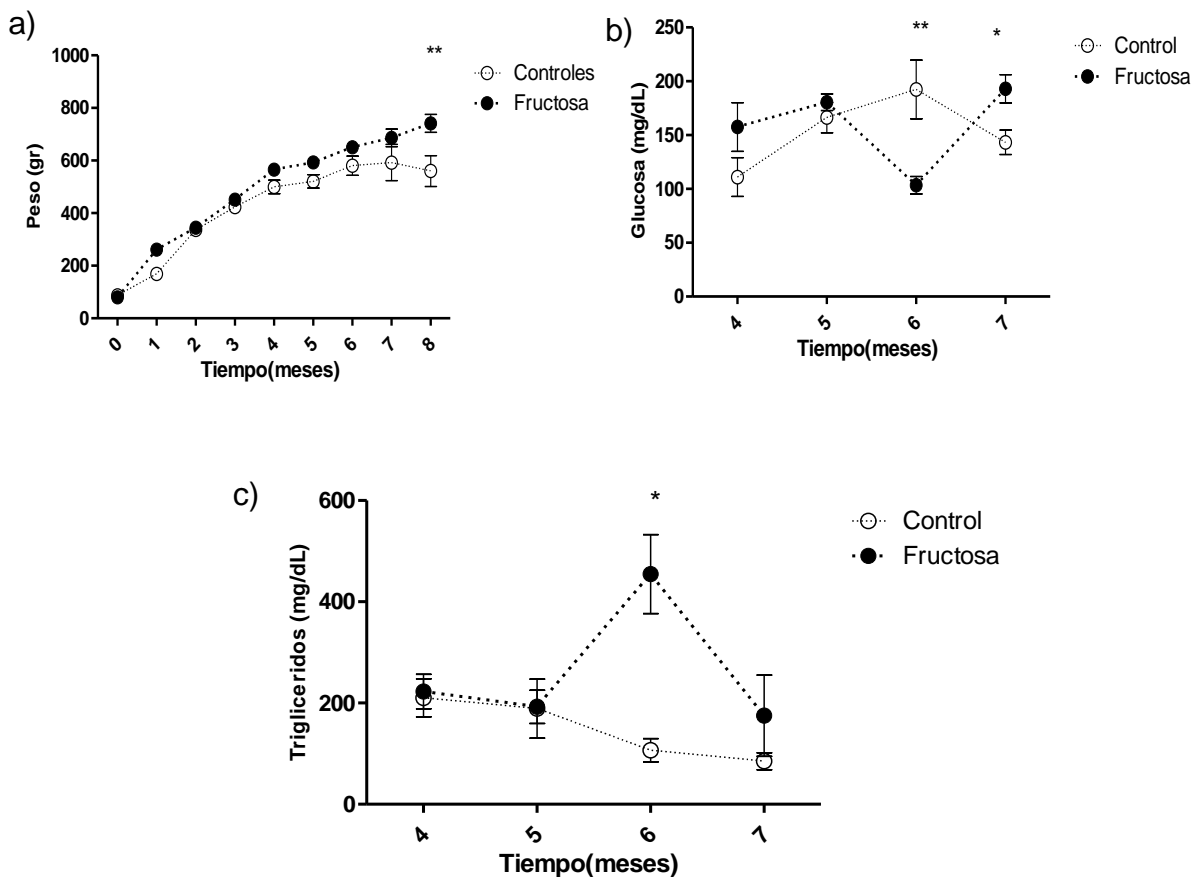 a)
Peso (gr)
1000
800
600
400
200
0
**
0 1 2 3 4 5 6 7 8
Tiempo(meses)
Controles
Fructosa
b)
Glucosa (mg/dL)
250
200
150
100
50
0
** *
4 5 6 7
Tiempo(meses)
Control
Fructosa
c)
Trigliceridos (mg/dL)
600
400
200
0
*
4 5 6 7
Tiempo(meses)
Control
Fructosa